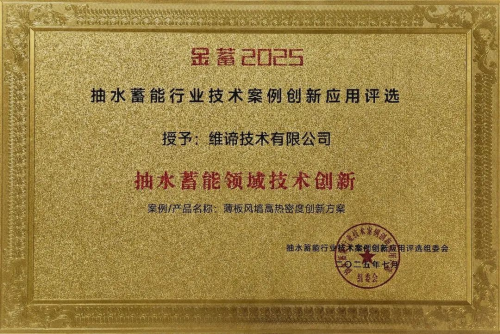 金蓄2025
抽水蓄能行业技术案例创新应用评选
授予：维谛技术有限公司
抽水蓄能领域技术创新
案例/产品名称：薄板风墙高热密度创新方案
抽水蓄能行业技术案例创新应用评选组委会
二〇二五年七月
组委会